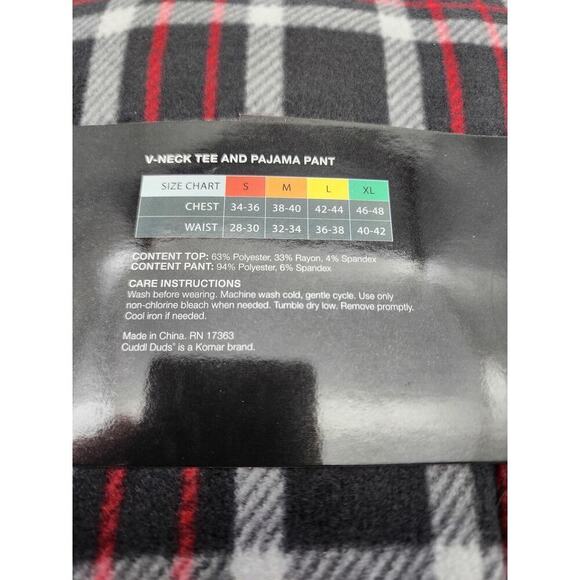 V-NECK TEE AND PAJAMA PANT
SIZE CHART S M L XL
CHEST 34-36 38-40 42-44 46-48
WAIST 28-30 32-34 36-38 40-42
CONTENT TOP: 63% Polyester, 33% Rayon, 4% Spandex
CONTENT PANT: 94% Polyester, 6% Spandex
CARE INSTRUCTIONS
Wash before wearing. Machine wash cold, gentle cycle. Use only
non-chlorine bleach when needed. Tumble dry low. Remove promptly.
Cool iron if needed.
Made in China. RN 17363
Cuddl Duds® is a Komar brand.